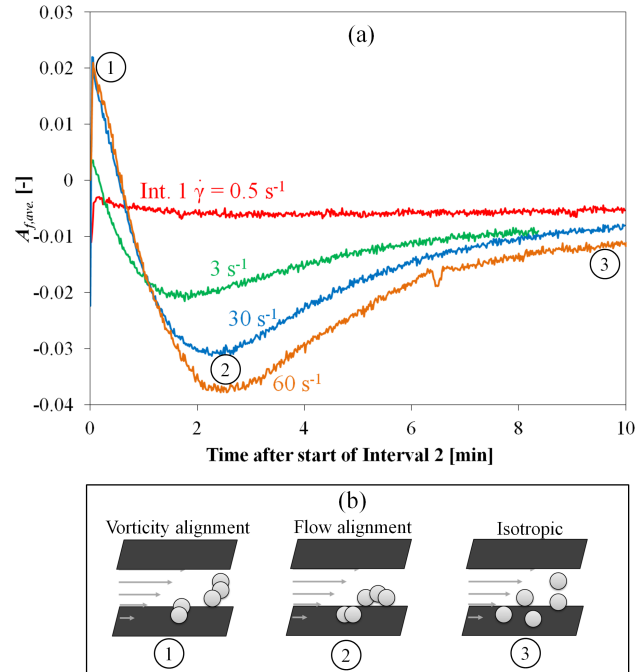 (a)
0.03
0.02
0.01
0
-0.01
-0.02
-0.03
-0.04
A_{f,ave.} [-]
1
Int. 1 γ̇ = 0.5 s⁻¹
3 s⁻¹
30 s⁻¹
60 s⁻¹
2
3
0 2 4 6 8 10
Time after start of Interval 2 [min]
(b)
Vorticity alignment Flow alignment Isotropic
1 2 3